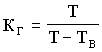 К_Г = Т / (Т − Т_В)